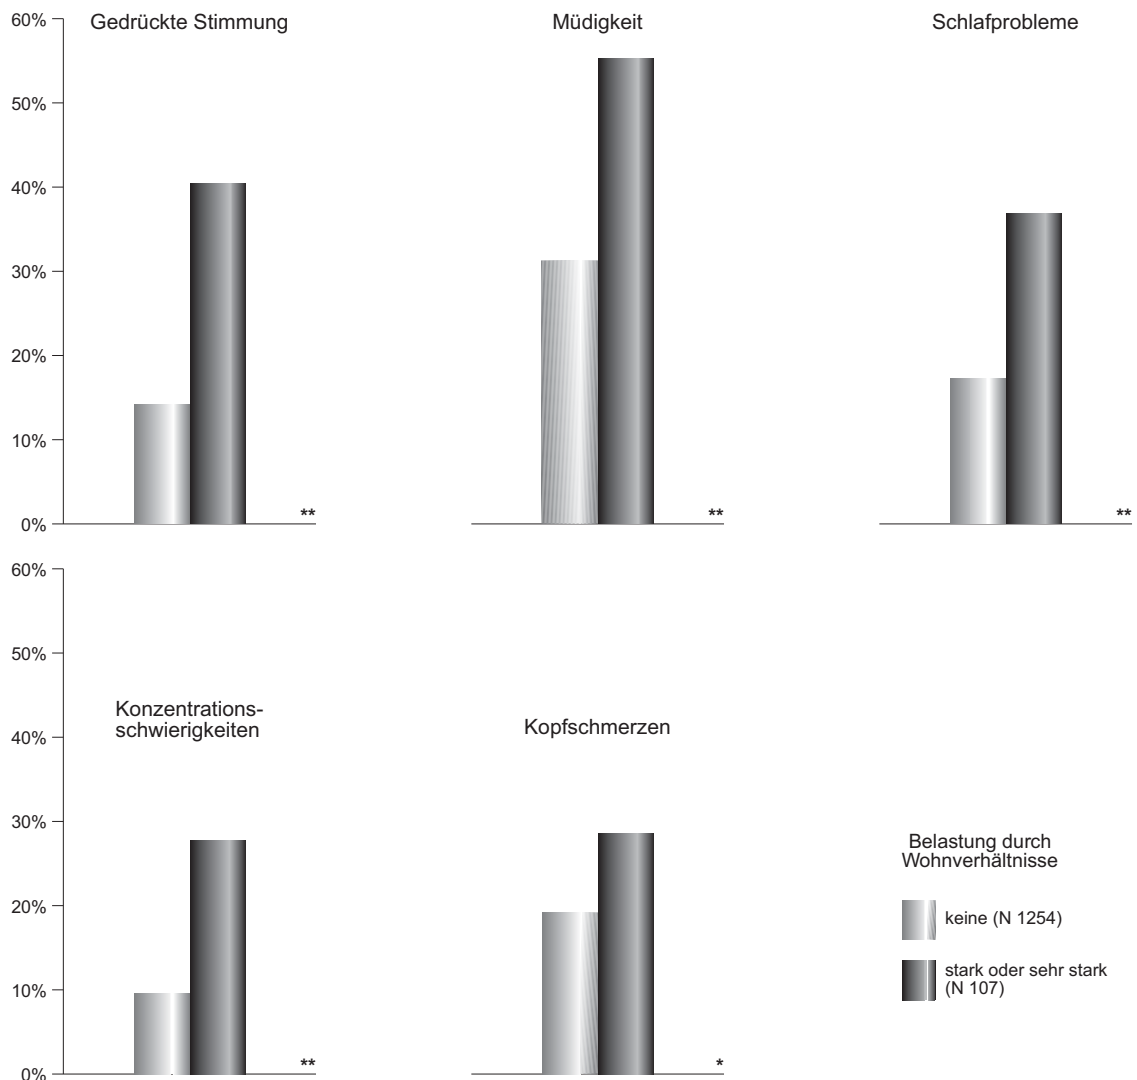 Gedrückte Stimmung
Müdigkeit
Schlafprobleme
60%
50%
40%
30%
20%
10%
0%
**
**
**
60%
50%
40%
30%
20%
10%
0%
Konzentrations-
schwierigkeiten
Kopfschmerzen
**
*
Belastung durch
Wohnverhältnisse
keine (N 1254)
stark oder sehr stark
(N 107)